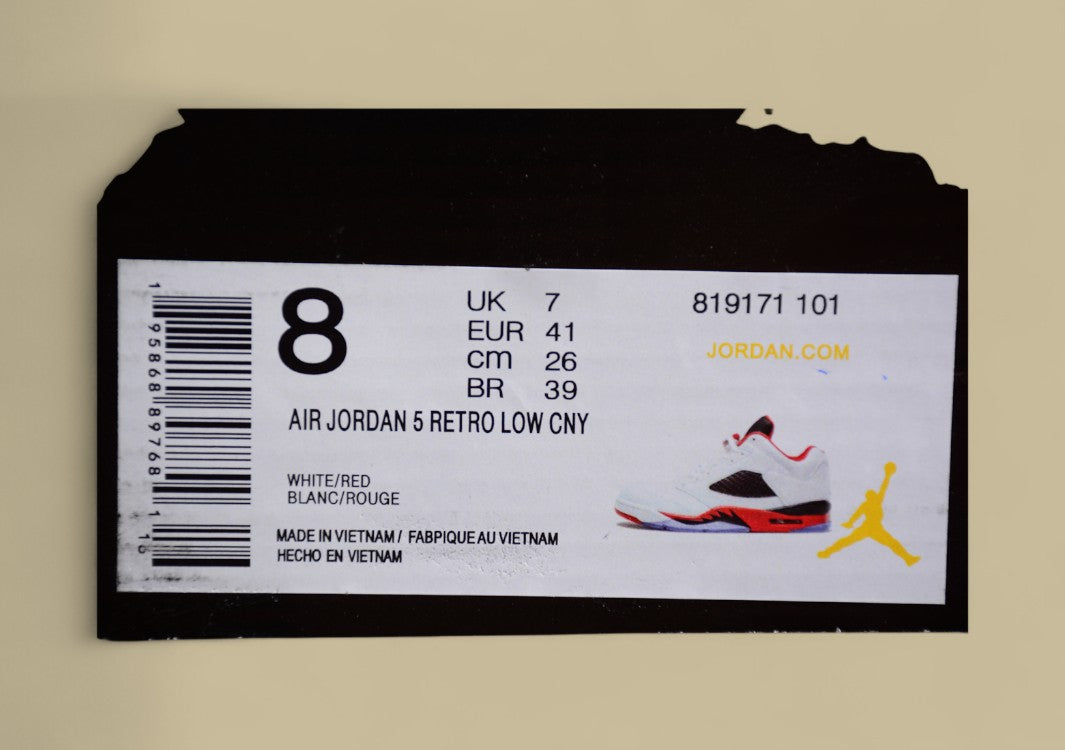 1 95868 89768 1 16
8
UK 7
EUR 41
cm 26
BR 39
819171 101
JORDAN.COM
AIR JORDAN 5 RETRO LOW CNY
WHITE/RED
BLANC/ROUGE
MADE IN VIETNAM / FABPIQUE AU VIETNAM
HECHO EN VIETNAM